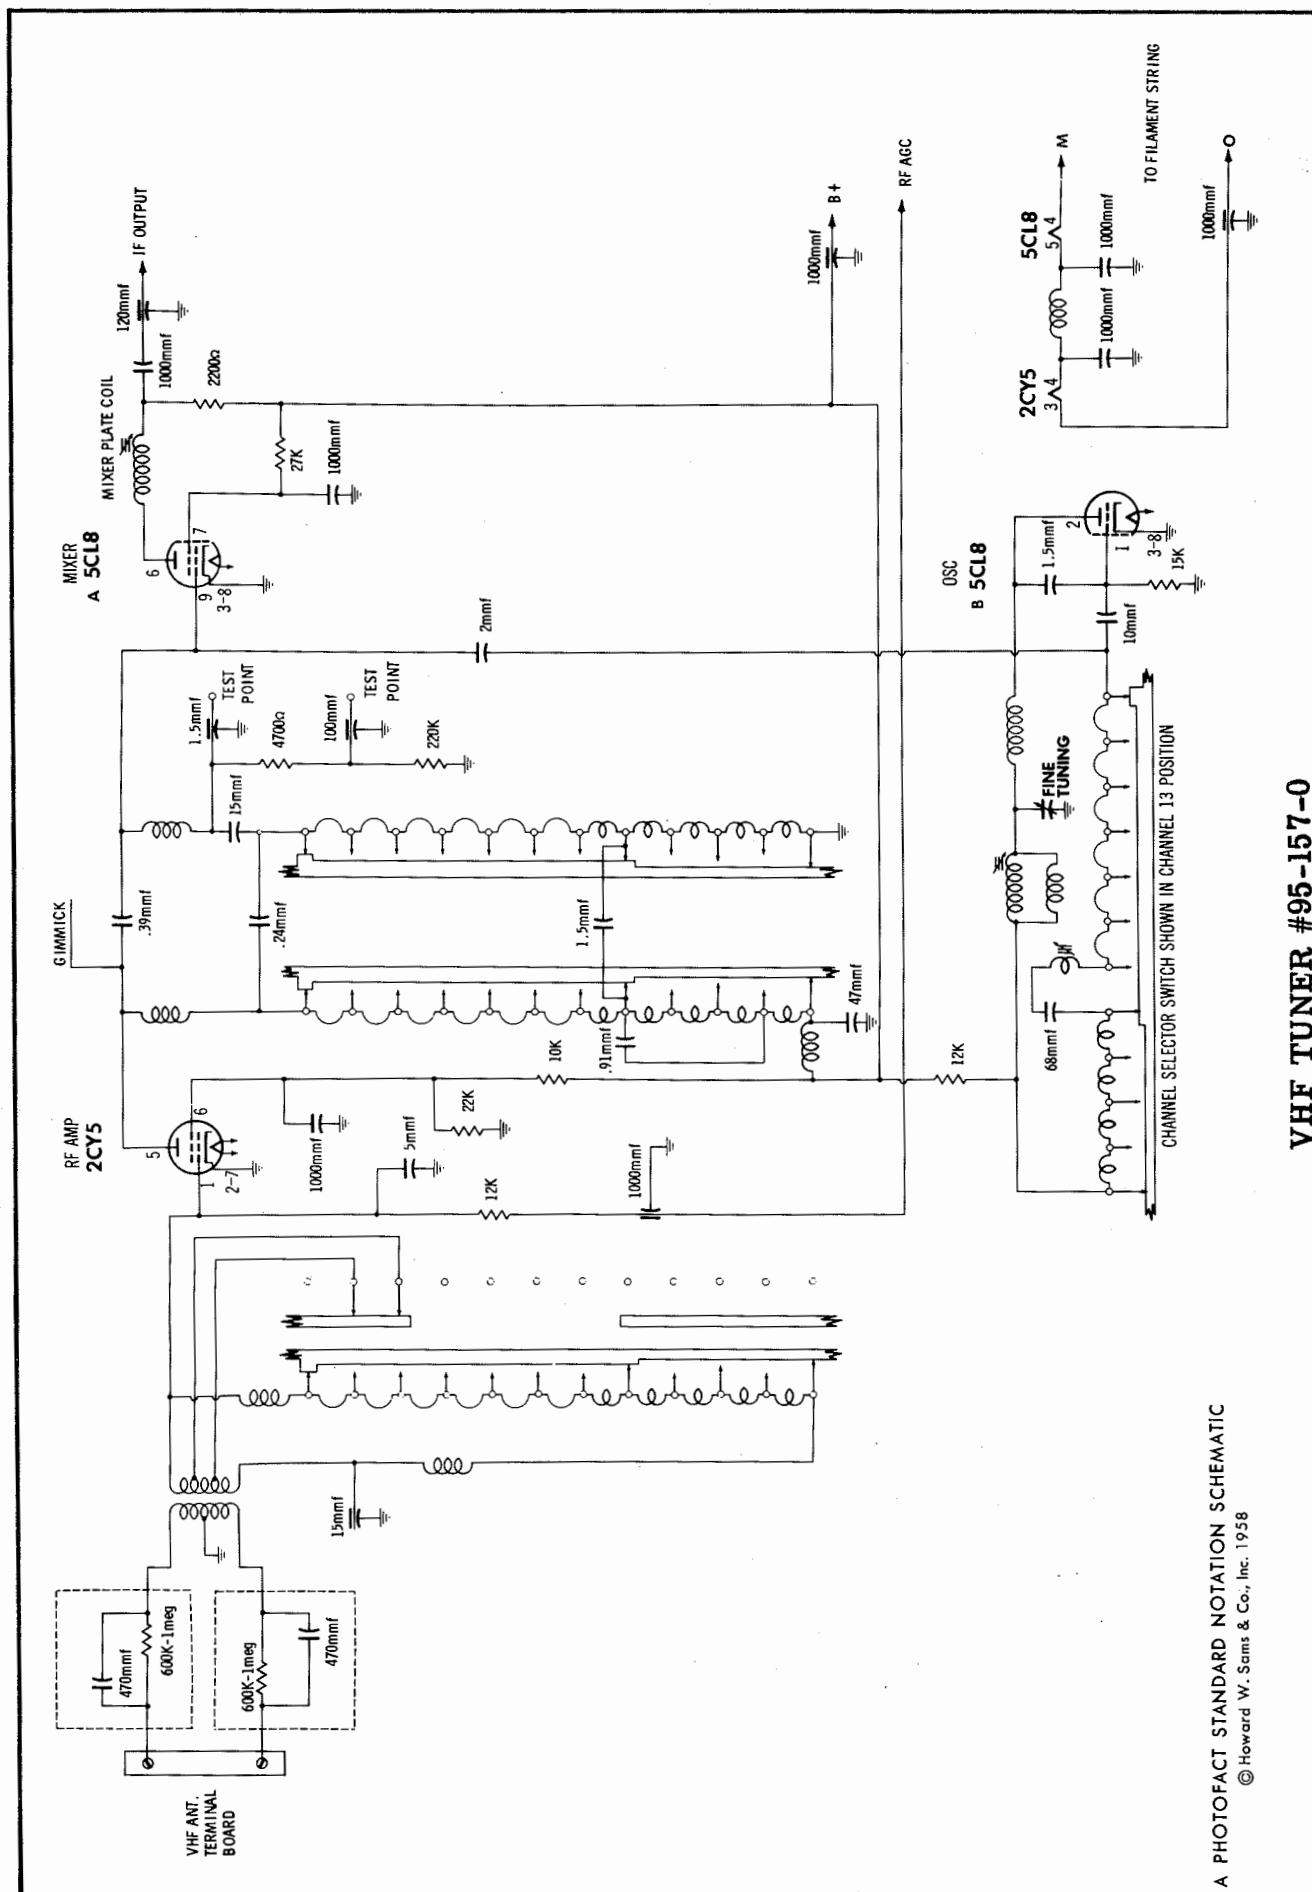 VHF ANT.
TERMINAL
BOARD
470mmf
600K-1meg
600K-1meg
470mmf
15mmf
RF AMP
2CY5
5
6
1
2-7
1000mmf
5mmf
22K
12K
10K
1000mmf
GIMMICK
.39mmf
.24mmf
1.5mmf
.91mmf
47mmf
15mmf
1.5mmf
TEST
POINT
4700Ω
100mmf
TEST
POINT
220K
2mmf
MIXER
A 5CL8
6
7
9
3-8
MIXER PLATE COIL
27K
1000mmf
2200Ω
1000mmf
120mmf
IF OUTPUT
1000mmf
B+
RF AGC
12K
68mmf
FINE
TUNING
OSC
B 5CL8
1.5mmf
2
1
3-8
15K
10mmf
CHANNEL SELECTOR SWITCH SHOWN IN CHANNEL 13 POSITION
2CY5
3 4
1000mmf
1000mmf
5CL8
5 4
M
TO FILAMENT STRING
1000mmf
O
A PHOTOFACT STANDARD NOTATION SCHEMATIC
© Howard W. Sams & Co., Inc. 1958
VHF TUNER #95-157-0